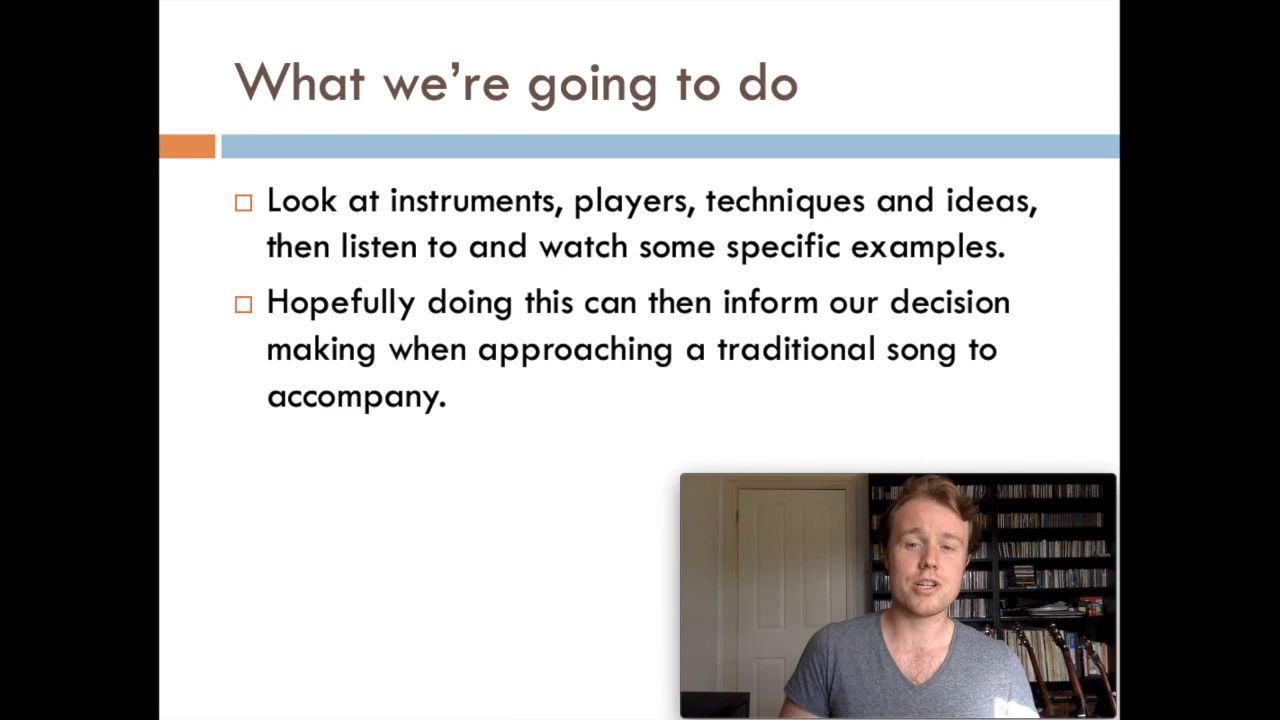 What we’re going to do
Look at instruments, players, techniques and ideas,
then listen to and watch some specific examples.
Hopefully doing this can then inform our decision
making when approaching a traditional song to
accompany.